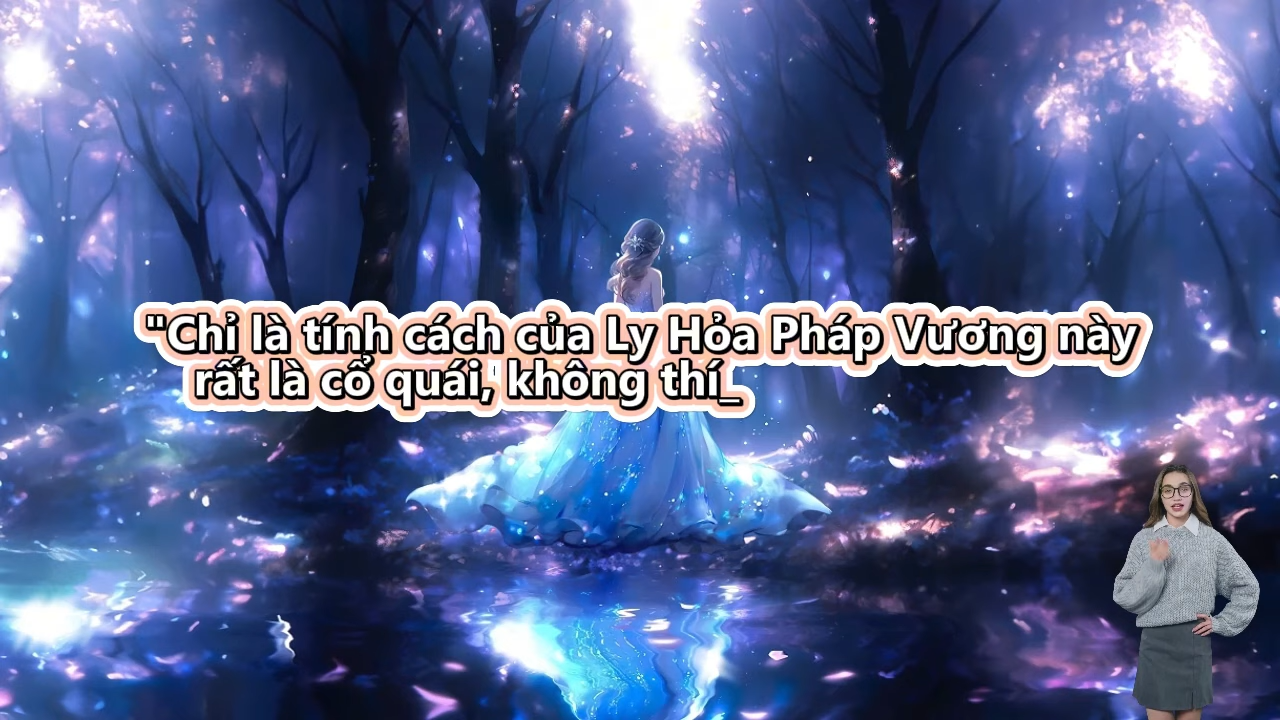 "Chỉ là tính cách của Ly Hỏa Pháp Vương này
rất là cổ quái, không thí_